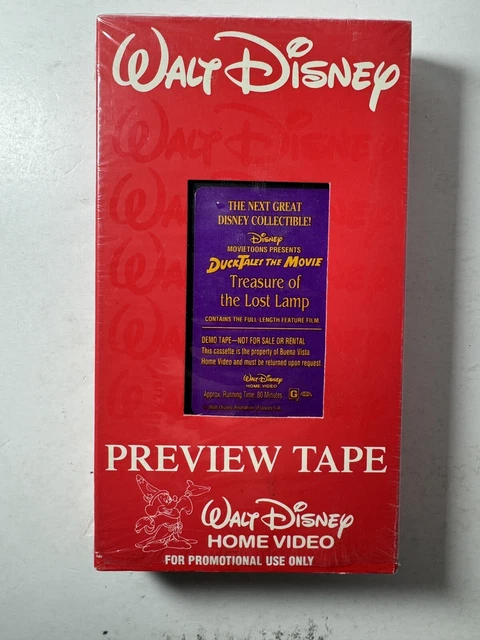 WALT DISNEY
WALT DISNEY
THE NEXT GREAT
DISNEY COLLECTIBLE!
Disney
MOVIETOONS PRESENTS
DUCKTALES THE MOVIE
Treasure of
the Lost Lamp
CONTAINS THE FULL-LENGTH FEATURE FILM
DEMO TAPE—NOT FOR SALE OR RENTAL
This cassette is the property of Buena Vista
Home Video and must be returned upon request
WALT DISNEY
HOME VIDEO
Approx. Running Time: 80 Minutes G
PREVIEW TAPE
WALT DISNEY
HOME VIDEO
FOR PROMOTIONAL USE ONLY